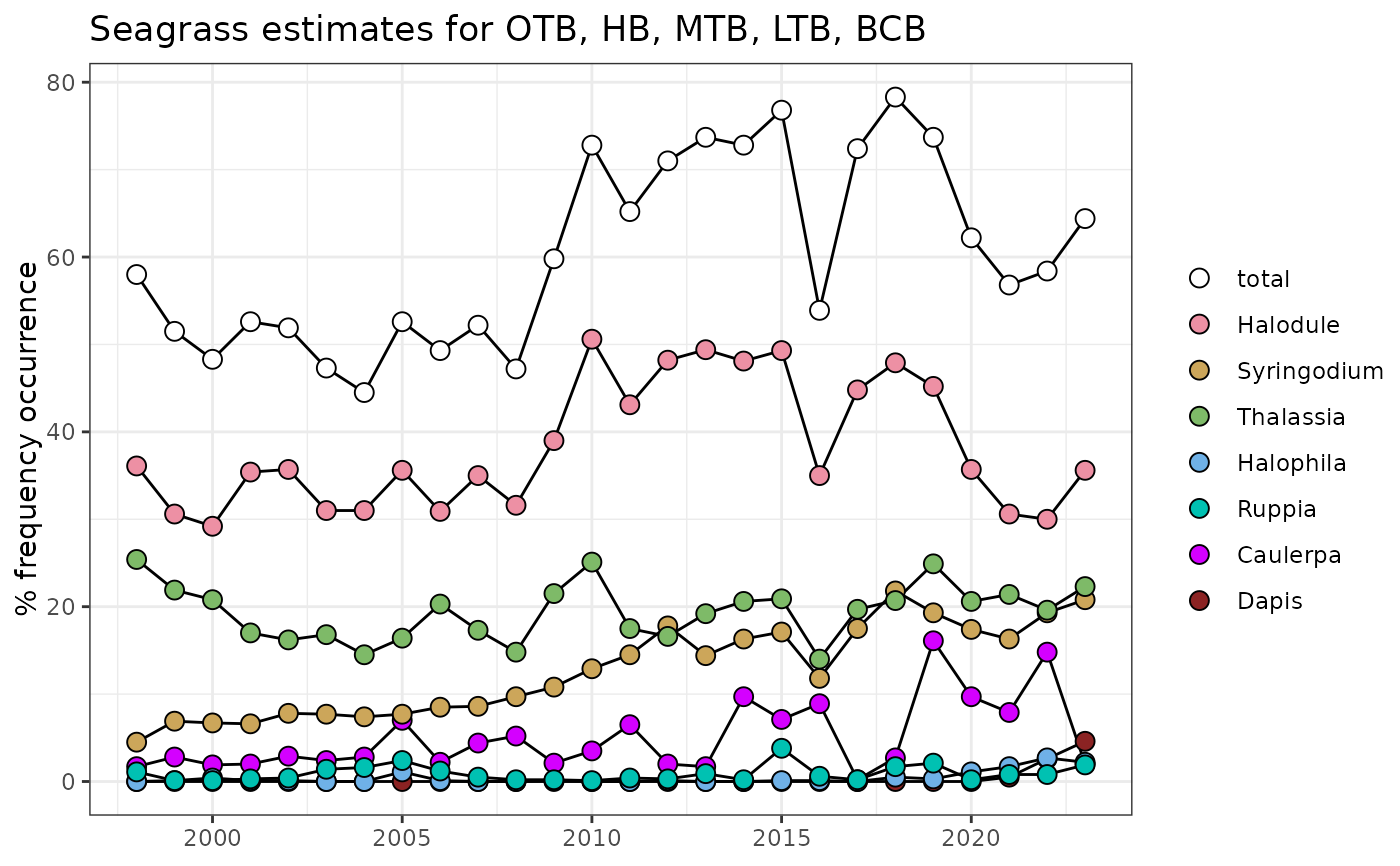 Seagrass estimates for OTB, HB, MTB, LTB, BCB
% frequency occurrence
80
60
40
20
0
2000
2005
2010
2015
2020
total
Halodule
Syringodium
Thalassia
Halophila
Ruppia
Caulerpa
Dapis